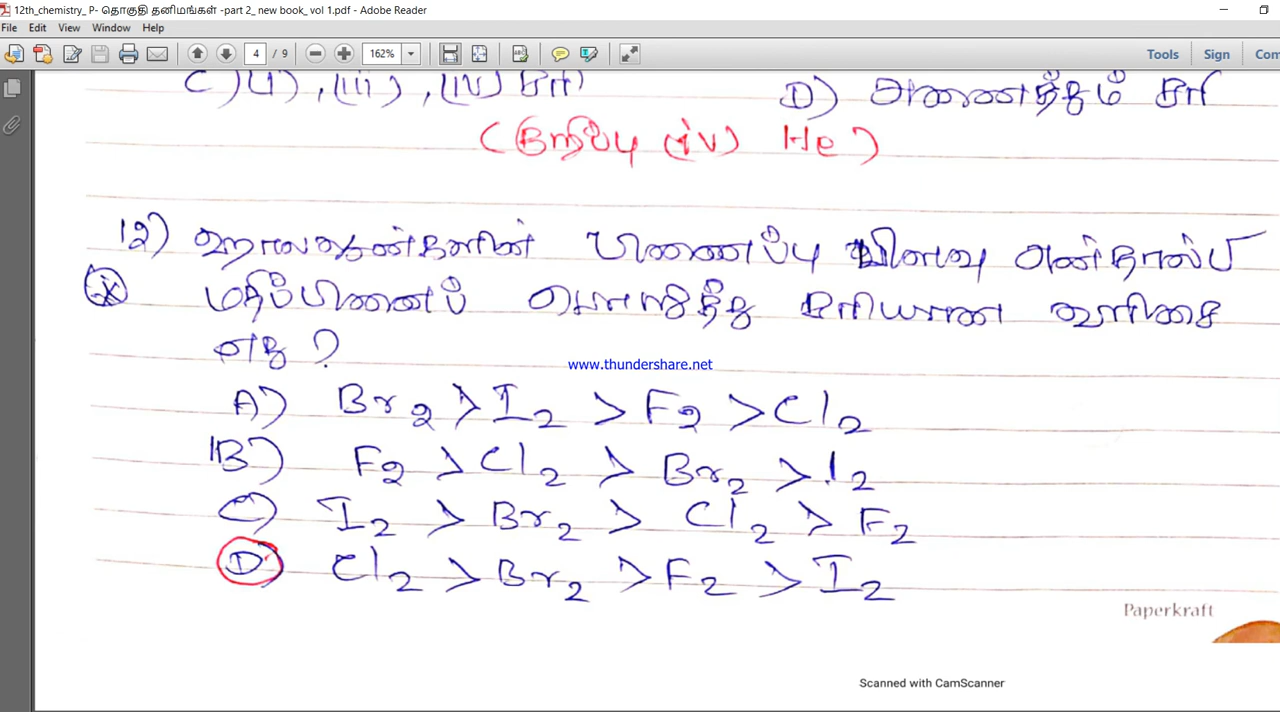 12th_chemistry_ P- தொகுதி தனிமங்கள் -part 2_ new book_ vol 1.pdf - Adobe Reader
File Edit View Window Help
4 / 9 162% Tools Sign Com
C) (i), (iii), (iv) சரி
D) அனைத்தும் சரி
(குறிப்பு (iv) He)
12) ஹாலஜன்களின் பிணைப்பு பிளவு என்தால்பி
மதிப்பினைப் பொறுத்து சரியான வரிசை
எது ?
www.thundershare.net
A) Br2 > I2 > F2 > Cl2
B) F2 > Cl2 > Br2 > I2
C) I2 > Br2 > Cl2 > F2
D) Cl2 > Br2 > F2 > I2
Paperkraft
Scanned with CamScanner